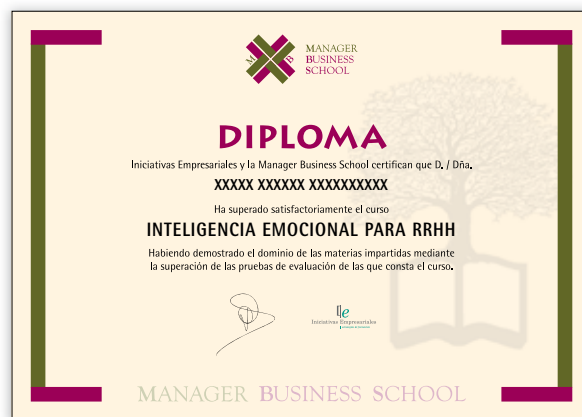 M B
MANAGER
BUSINESS
SCHOOL
DIPLOMA
Iniciativas Empresariales y la Manager Business School certifican que D. / Dña.
XXXXX XXXXXX XXXXXXXXXX
Ha superado satisfactoriamente el curso
INTELIGENCIA EMOCIONAL PARA RRHH
Habiendo demostrado el dominio de las materias impartidas mediante
la superación de las pruebas de evaluación de las que consta el curso.
Iniciativas Empresariales
MANAGER BUSINESS SCHOOL